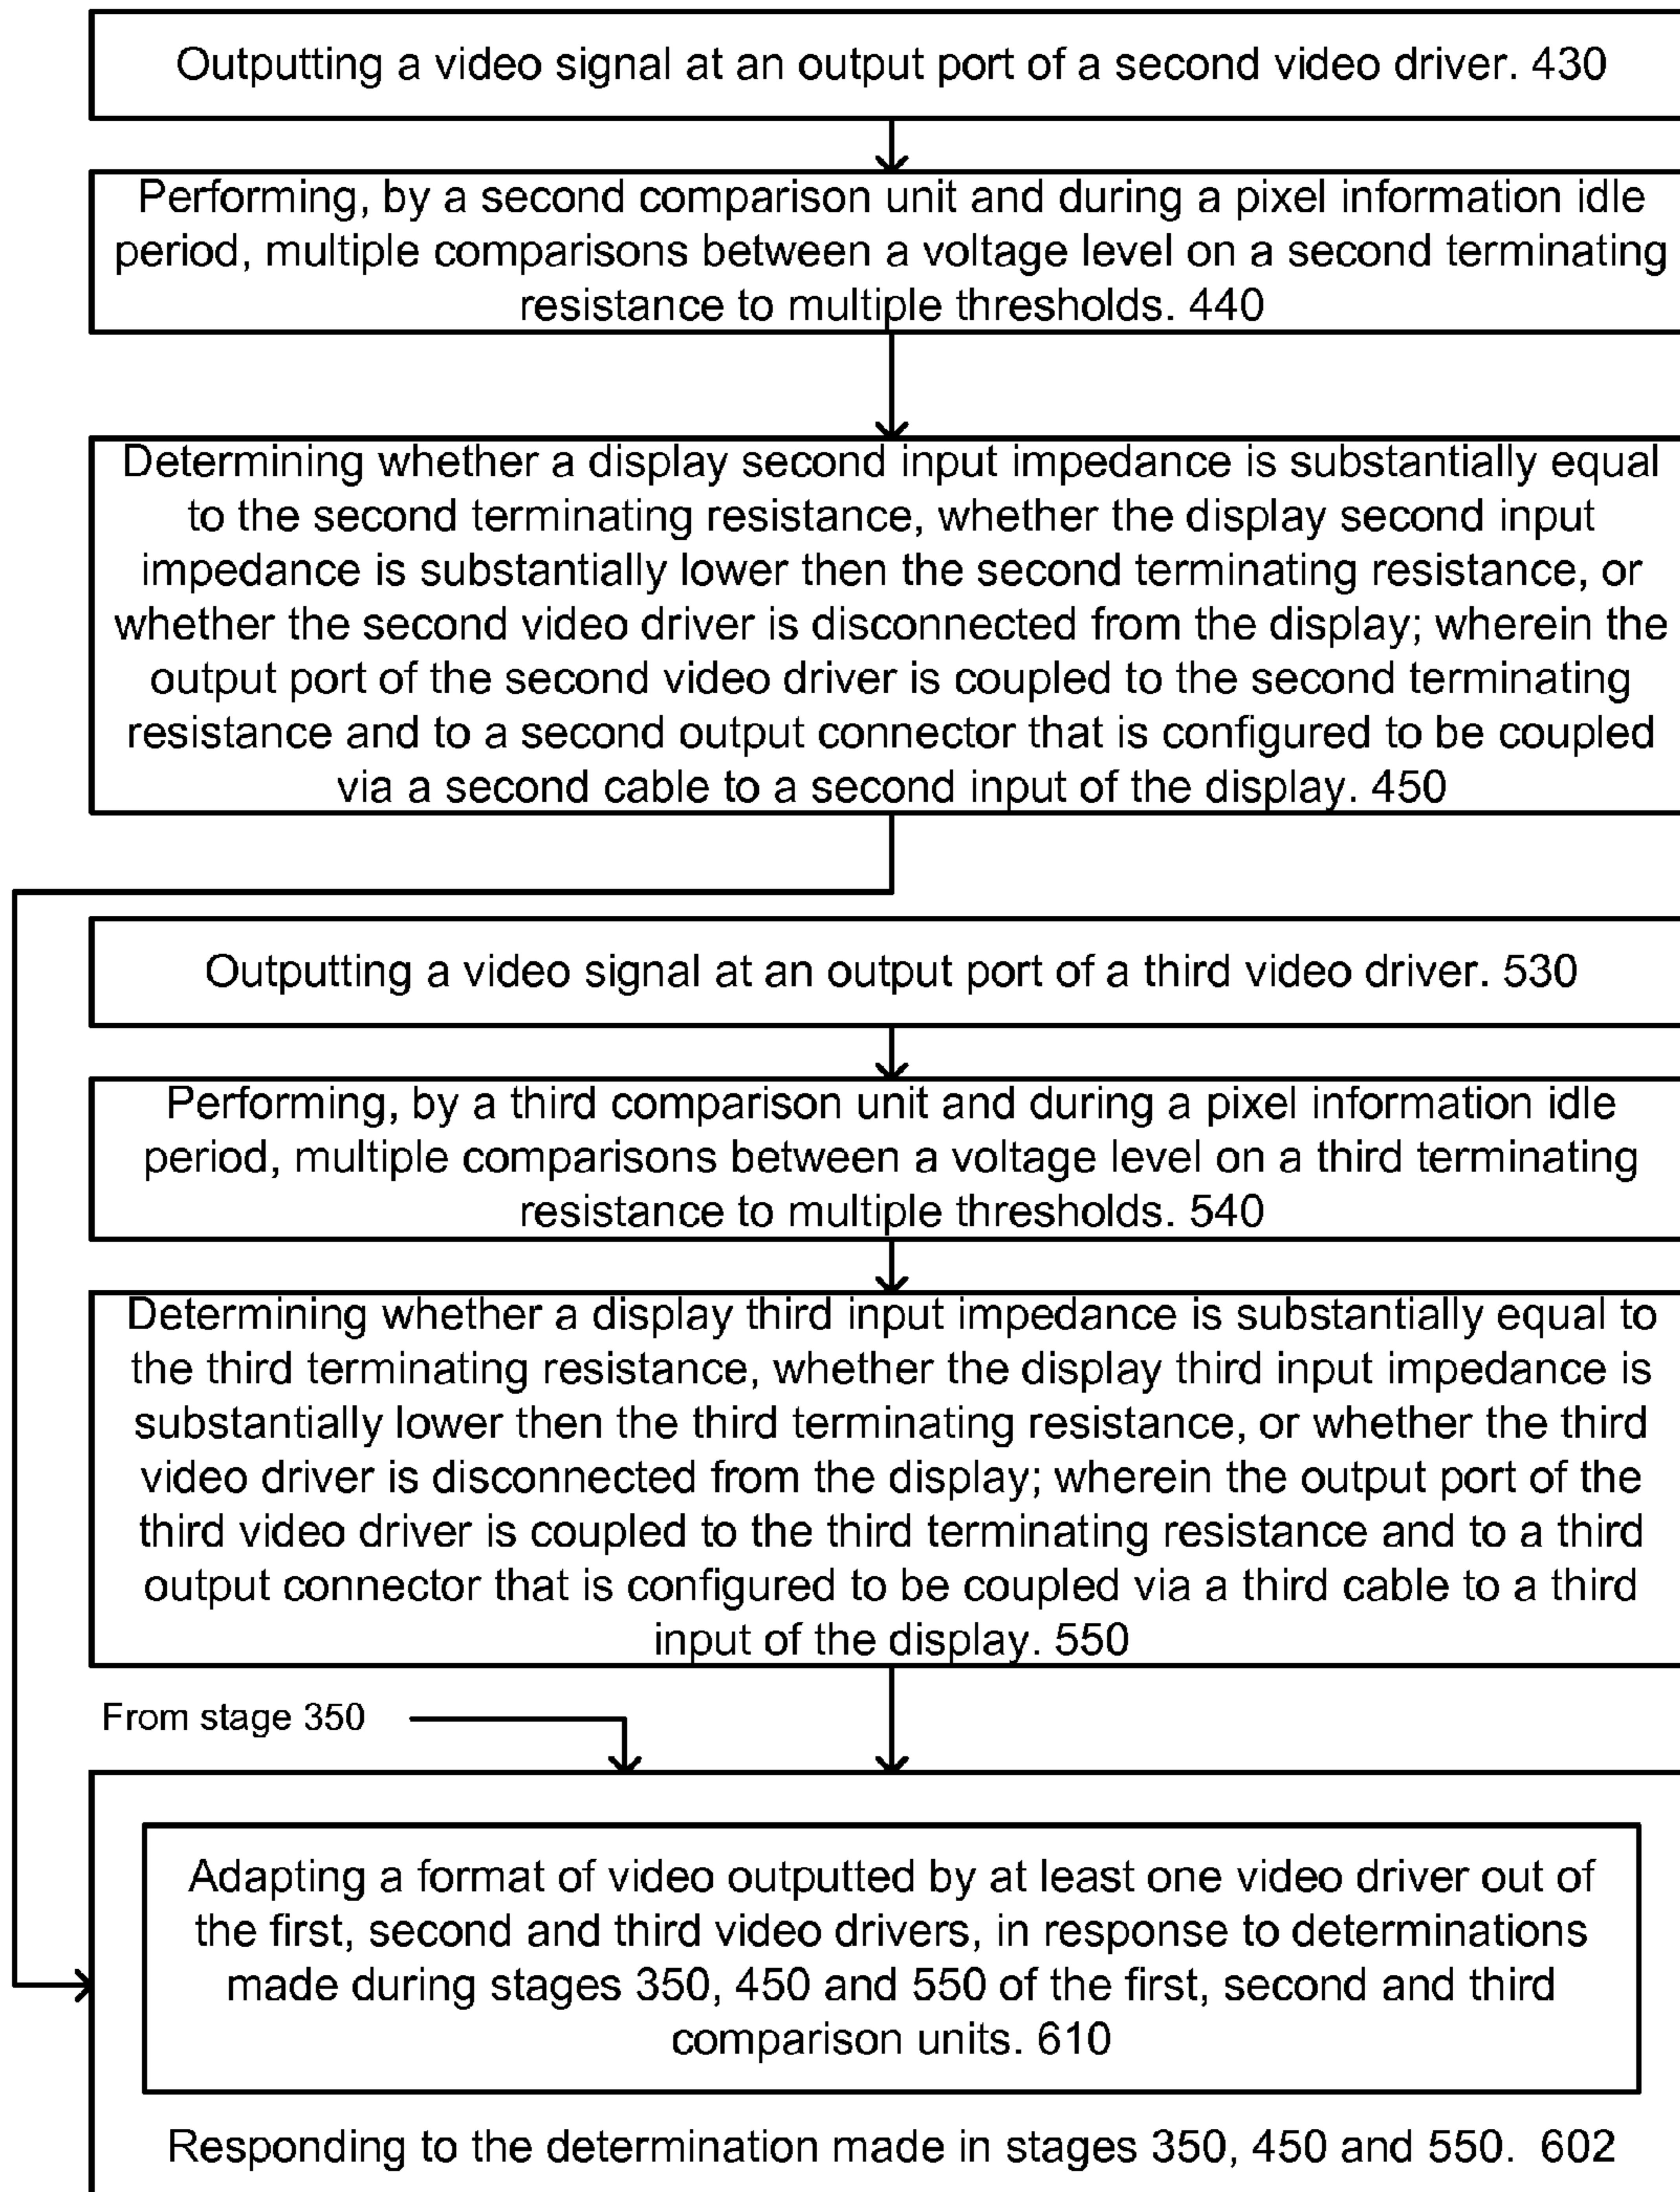 Outputting a video signal at an output port of a second video driver. 430
Performing, by a second comparison unit and during a pixel information idle
period, multiple comparisons between a voltage level on a second terminating
resistance to multiple thresholds. 440
Determining whether a display second input impedance is substantially equal
to the second terminating resistance, whether the display second input
impedance is substantially lower then the second terminating resistance, or
whether the second video driver is disconnected from the display; wherein the
output port of the second video driver is coupled to the second terminating
resistance and to a second output connector that is configured to be coupled
via a second cable to a second input of the display. 450
Outputting a video signal at an output port of a third video driver. 530
Performing, by a third comparison unit and during a pixel information idle
period, multiple comparisons between a voltage level on a third terminating
resistance to multiple thresholds. 540
Determining whether a display third input impedance is substantially equal to
the third terminating resistance, whether the display third input impedance is
substantially lower then the third terminating resistance, or whether the third
video driver is disconnected from the display; wherein the output port of the
third video driver is coupled to the third terminating resistance and to a third
output connector that is configured to be coupled via a third cable to a third
input of the display. 550
From stage 350
Adapting a format of video outputted by at least one video driver out of
the first, second and third video drivers, in response to determinations
made during stages 350, 450 and 550 of the first, second and third
comparison units. 610
Responding to the determination made in stages 350, 450 and 550. 602